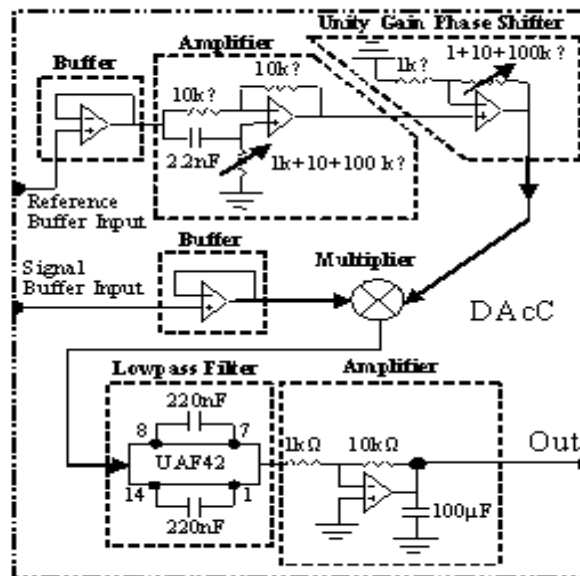 Unity Gain Phase Shifter
Amplifier
1+10+100k ?
Buffer
10k ?
1k ?
10k ?
2.2nF
1k+10+100 k ?
Reference
Buffer Input
Buffer
Signal
Buffer Input
Multiplier
DAcC
Lowpass Filter
Amplifier
220nF
8
7
1kΩ
10kΩ
Out
UAF42
14
1
100µF
220nF